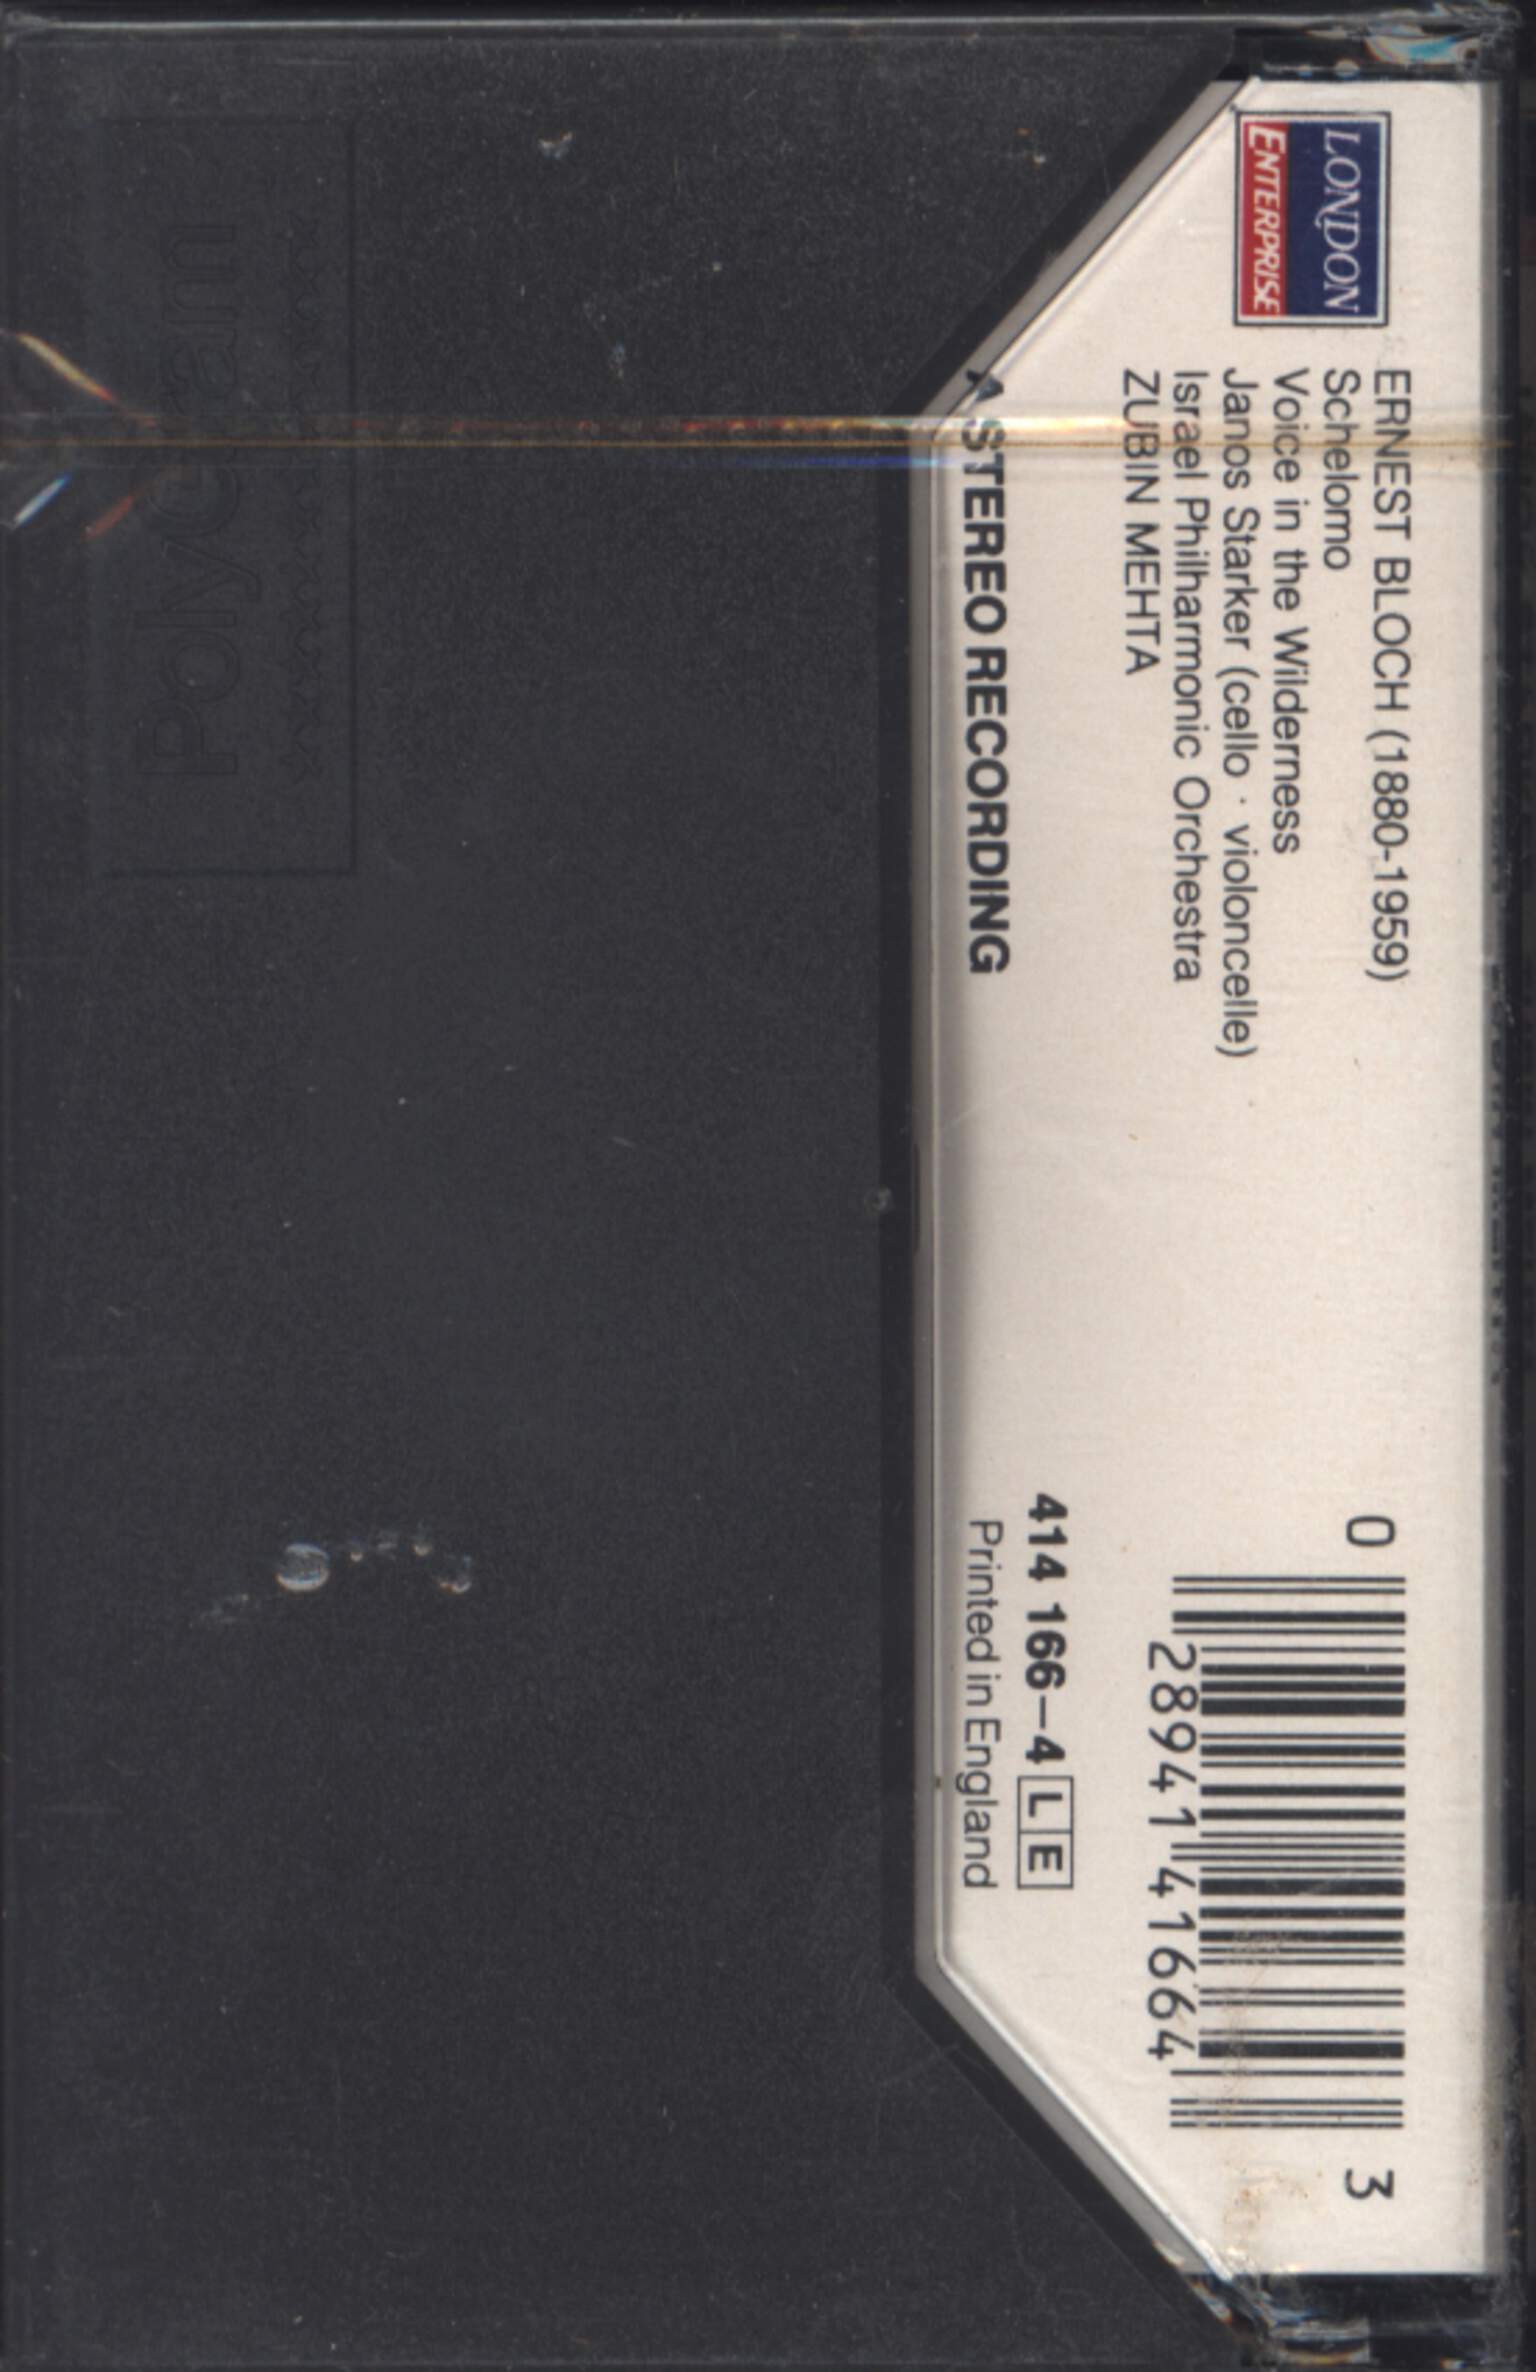 LONDON
ENTERPRISE
ERNEST BLOCH (1880-1959)
Schelomo
Voice in the Wilderness
Janos Starker (cello · violoncelle)
Israel Philharmonic Orchestra
ZUBIN MEHTA
A STEREO RECORDING
0 28941 41664 3
414 166–4 L E
Printed in England
PolyGram